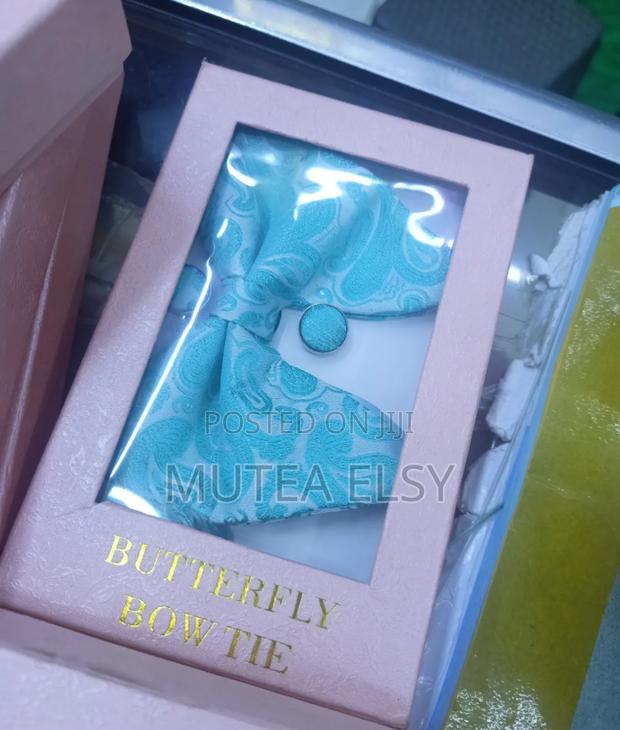 POSTED ON JIJI
MUTEA ELSY
BUTTERFLY
BOW TIE